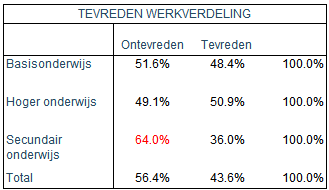 TEVREDEN WERKVERDELING
Ontevreden Tevreden
Basisonderwijs 51.6% 48.4% 100.0%
Hoger onderwijs 49.1% 50.9% 100.0%
Secundair 64.0% 36.0% 100.0%
onderwijs
Total 56.4% 43.6% 100.0%